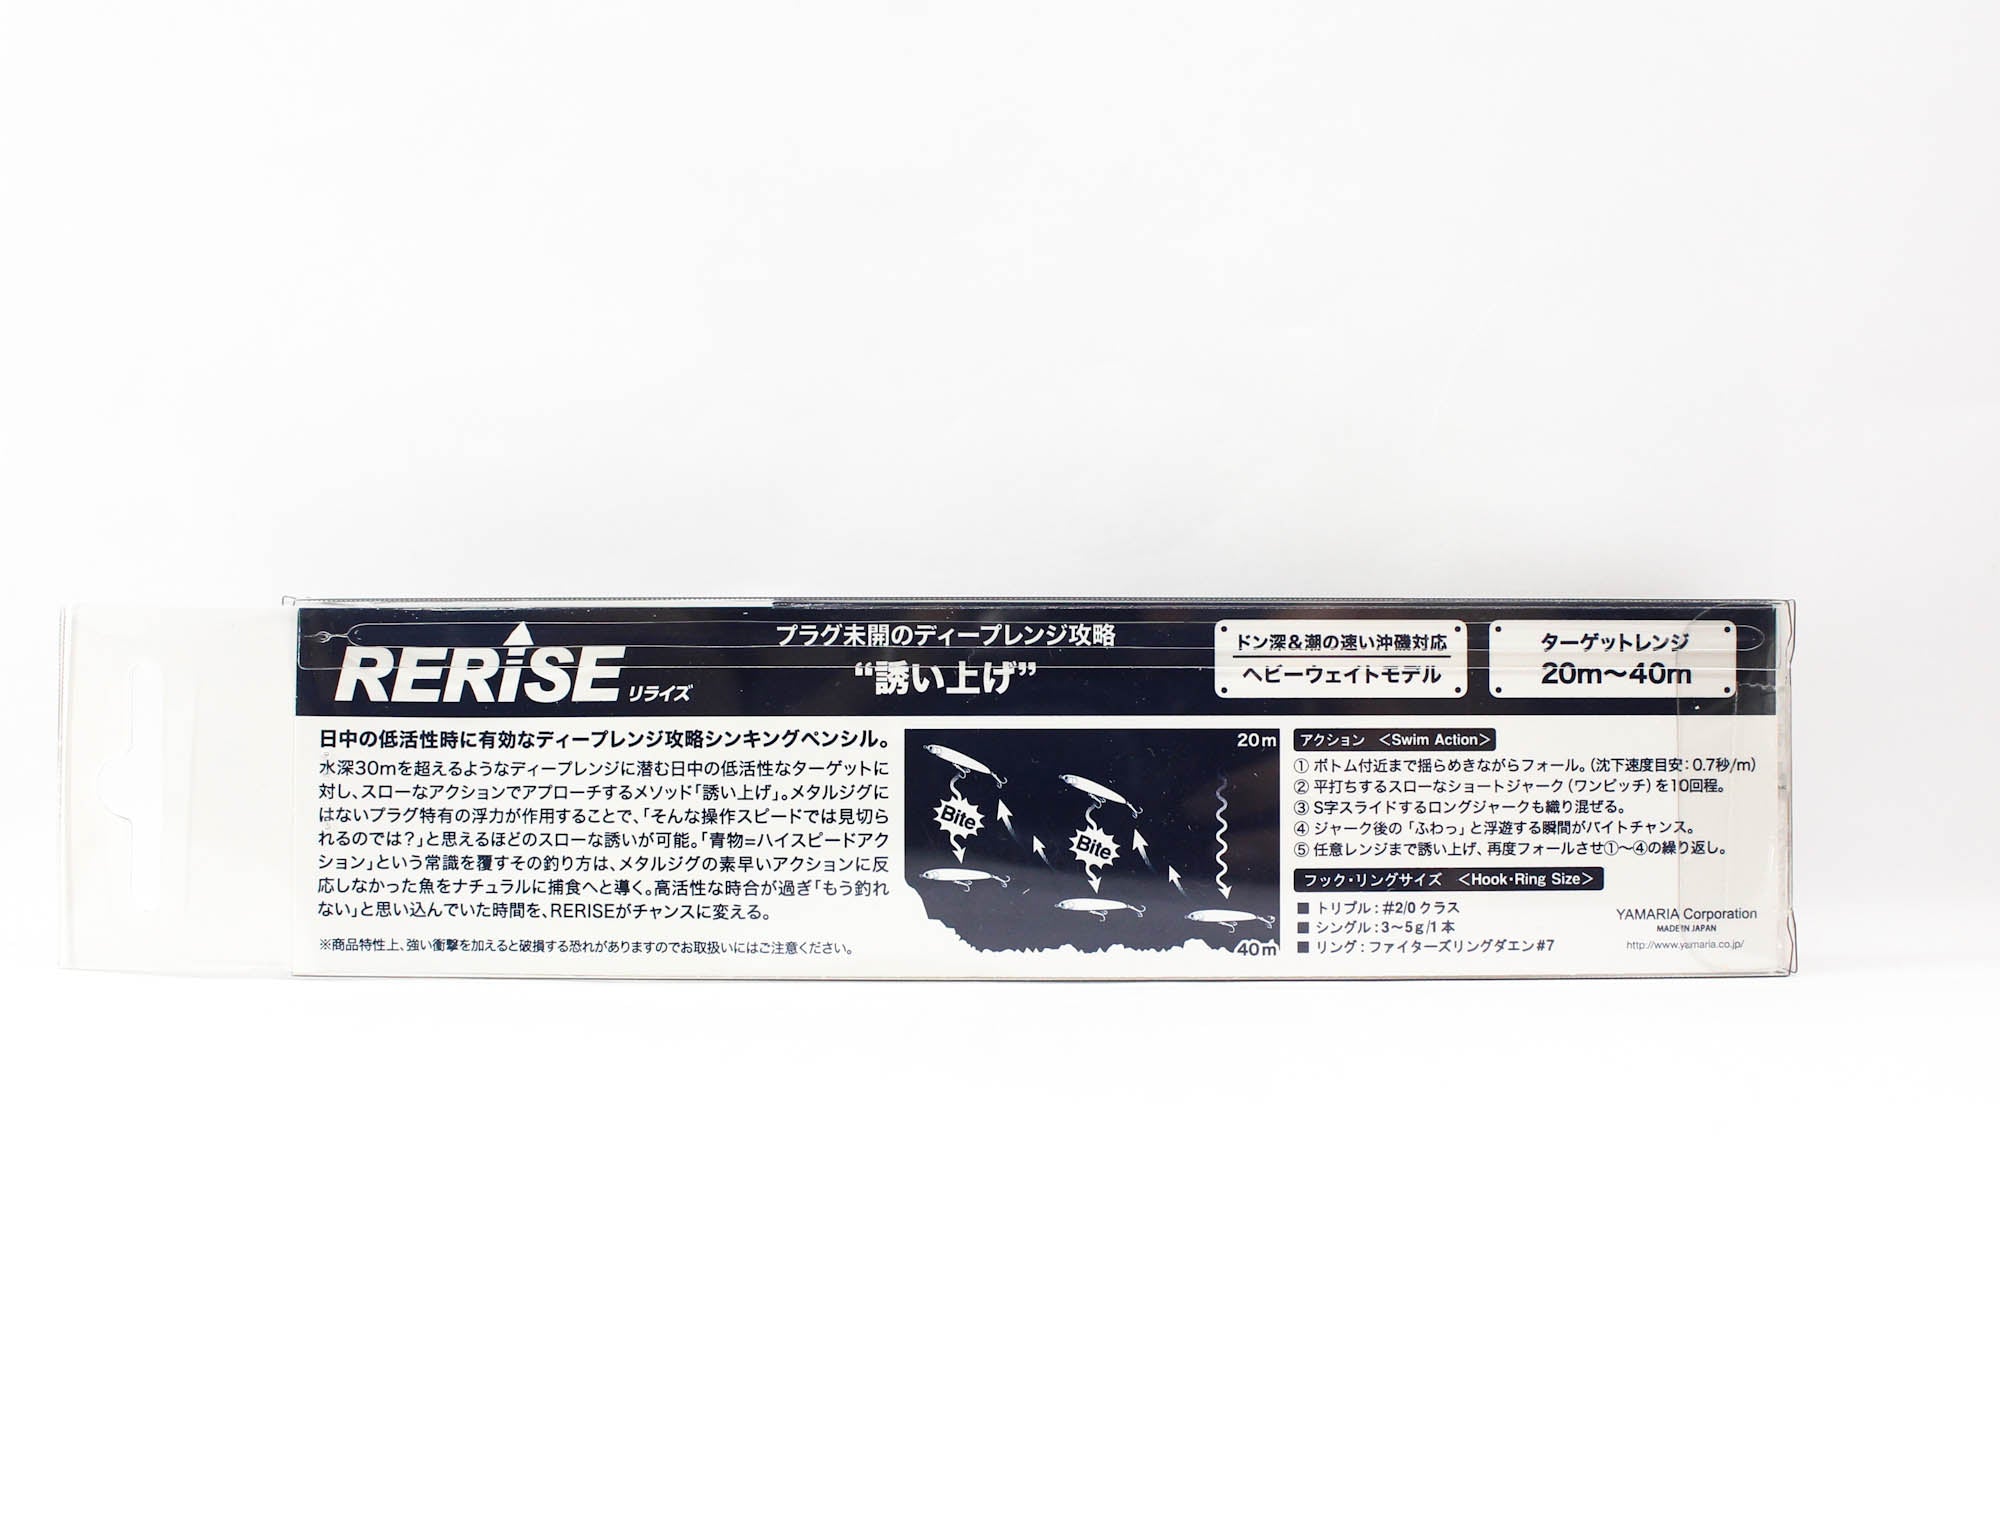 RERiSE リライズ
プラグ未開のディープレンジ攻略
“誘い上げ”
ドン深＆潮の速い沖磯対応
ヘビーウェイトモデル
ターゲットレンジ
20m〜40m
日中の低活性時に有効なディープレンジ攻略シンキングペンシル。
水深30mを超えるようなディープレンジに潜む日中の低活性なターゲットに
対し、スローなアクションでアプローチするメソッド「誘い上げ」。メタルジグに
はないプラグ特有の浮力が作用することで、「そんな操作スピードでは見切ら
れるのでは？」と思えるほどのスローな誘いが可能。「青物=ハイスピードアク
ション」という常識を覆すその釣り方は、メタルジグの素早いアクションに反
応しなかった魚をナチュラルに捕食へと導く。高活性な時合が過ぎ「もう釣れ
ない」と思い込んでいた時間を、RERISEがチャンスに変える。
※商品特性上、強い衝撃を加えると破損する恐れがありますのでお取扱いにはご注意ください。
20m
Bite
Bite
40m
アクション ＜Swim Action＞
① ボトム付近まで揺らめきながらフォール。（沈下速度目安：0.7秒/m）
② 平打ちするスローなショートジャーク（ワンピッチ）を10回程。
③ S字スライドするロングジャークも織り混ぜる。
④ ジャーク後の「ふわっ」と浮遊する瞬間がバイトチャンス。
⑤ 任意レンジまで誘い上げ、再度フォールさせ①〜④の繰り返し。
フック・リングサイズ ＜Hook・Ring Size＞
■ トリプル：#2/0 クラス
■ シングル：3〜5g/1本
■ リング：ファイターズリングダエン#7
YAMARIA Corporation
MADE IN JAPAN
http://www.yamaria.co.jp/